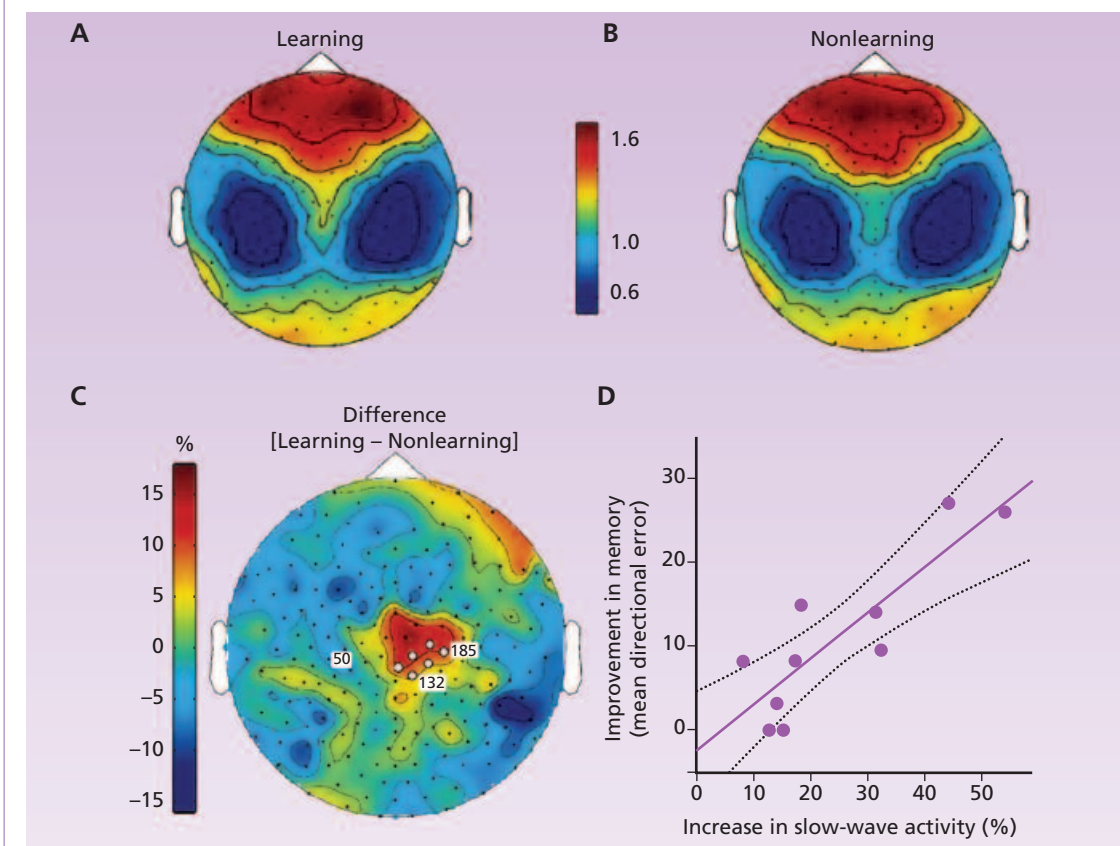 A
Learning
B
Nonlearning
1.6
1.0
0.6
C
Difference
[Learning – Nonlearning]
%
15
10
5
0
–5
–10
–15
50
185
132
D
Improvement in memory
(mean directional error)
30
20
10
0
0 10 20 30 40 50
Increase in slow-wave activity (%)